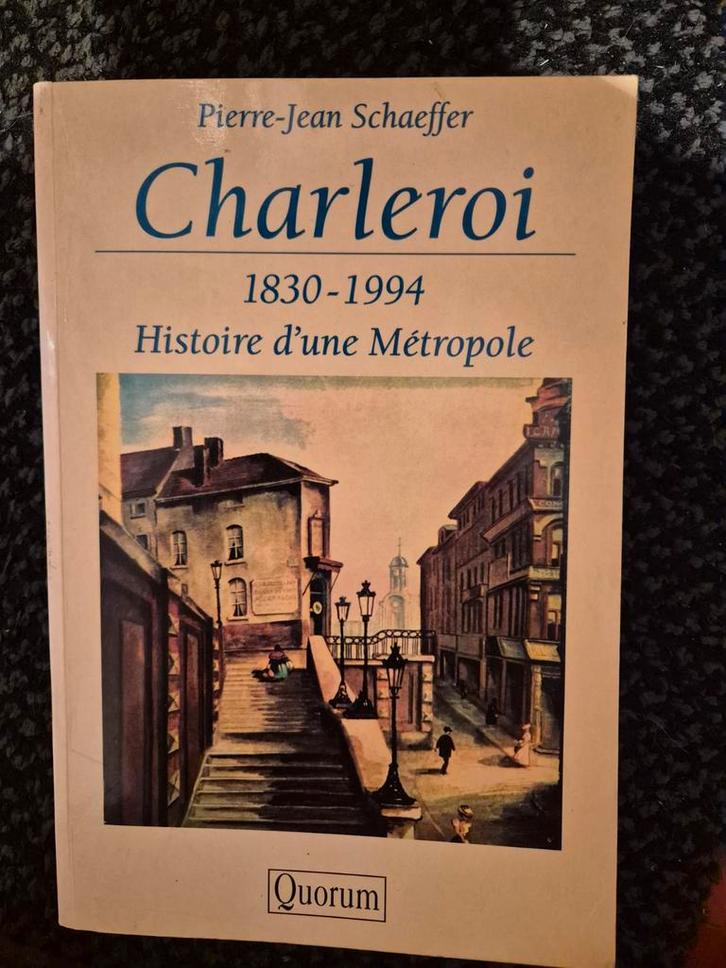 Pierre-Jean Schaeffer
Charleroi
1830-1994
Histoire d'une Métropole
Quorum